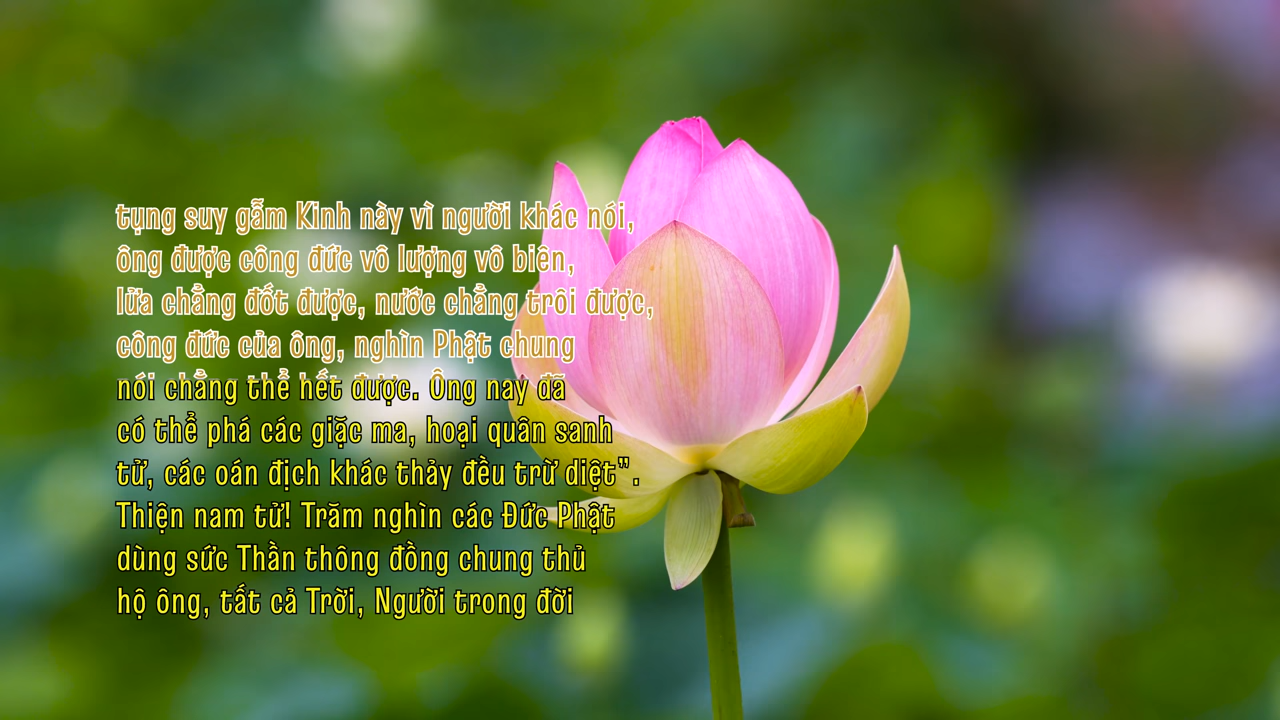 tụng suy gẫm Kinh này vì người khác nói,
ông được công đức vô lượng vô biên,
lửa chẳng đốt được, nước chẳng trôi được,
công đức của ông, nghìn Phật chung
nói chẳng thể hết được. Ông nay đã
có thể phá các giặc ma, hoại quân sanh
tử, các oán địch khác thảy đều trừ diệt”.
Thiện nam tử! Trăm nghìn các Đức Phật
dùng sức Thần thông đồng chung thủ
hộ ông, tất cả Trời, Người trong đời